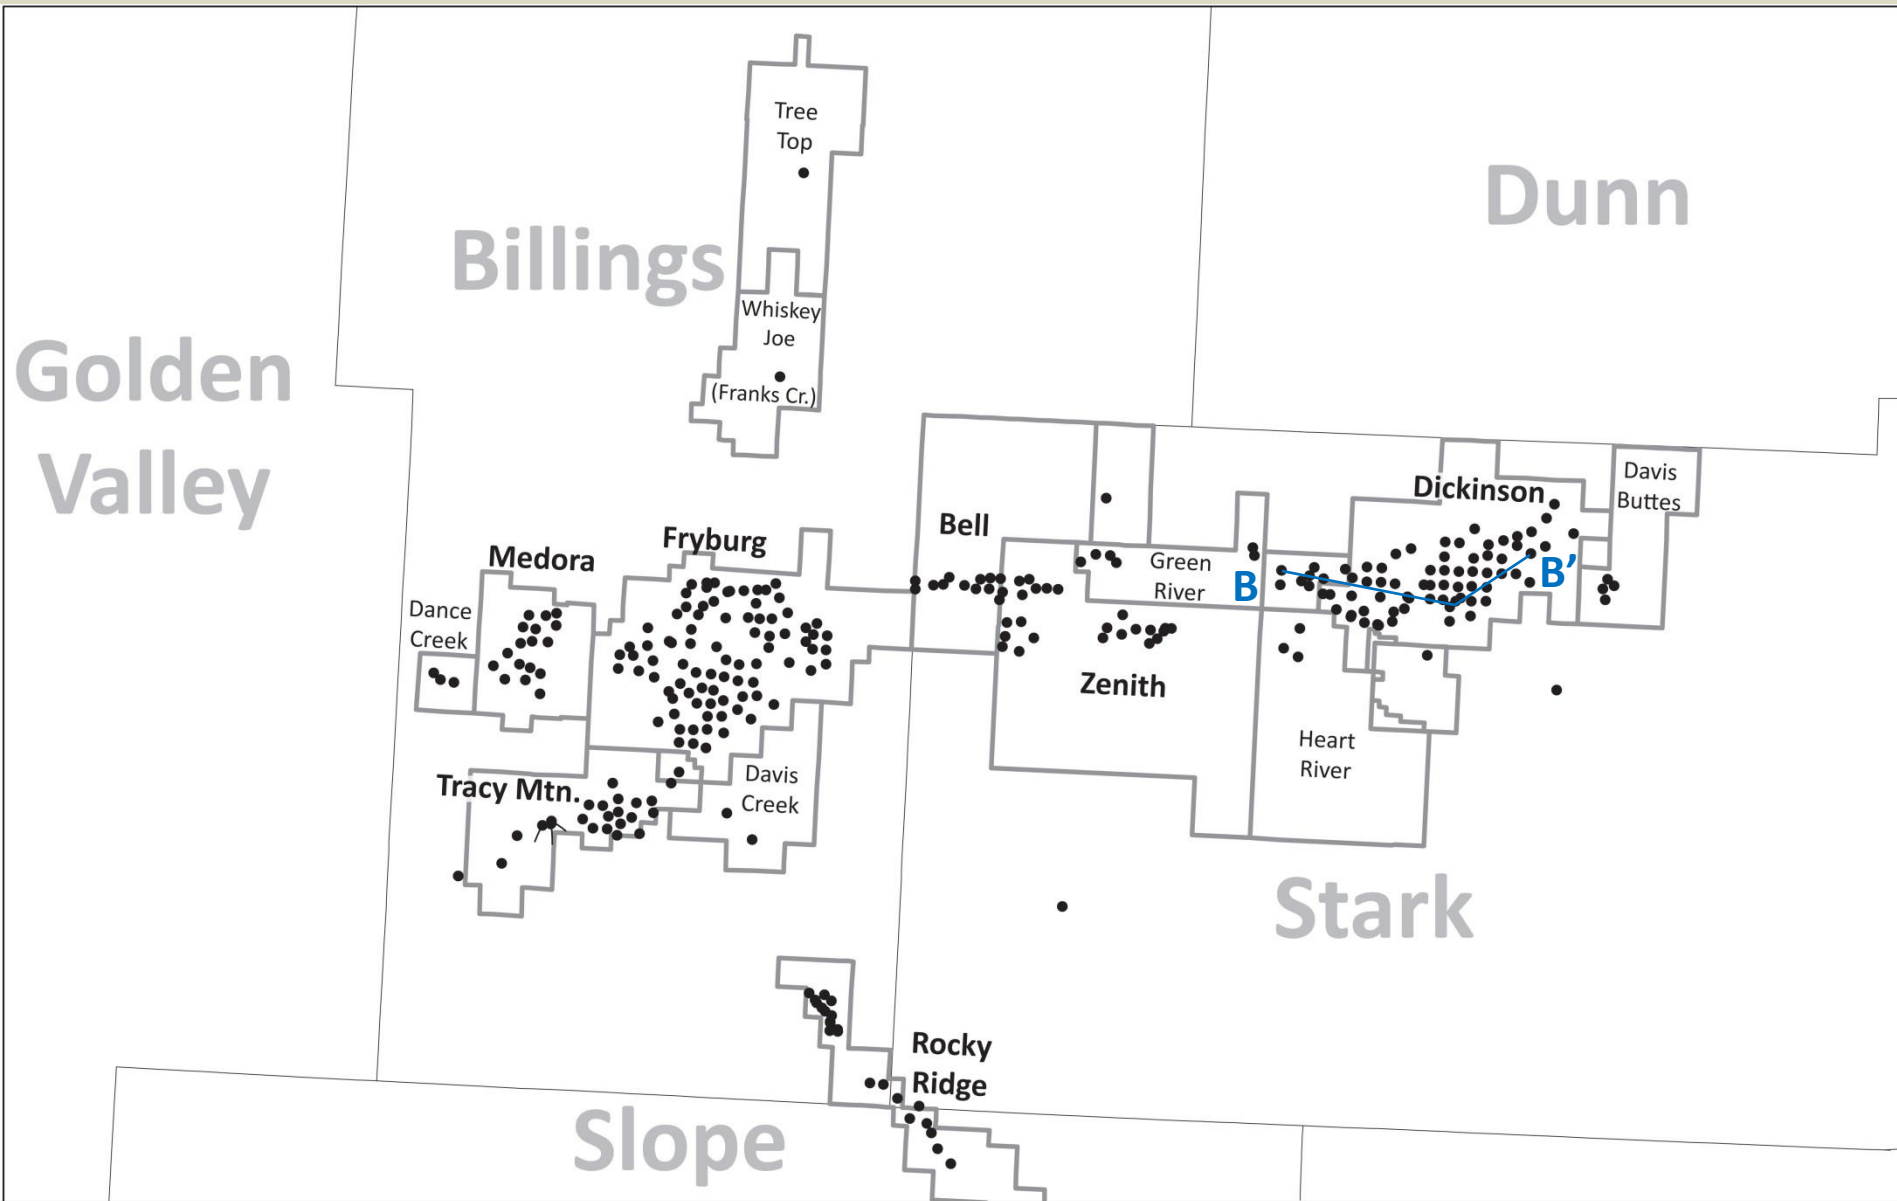 Tree
Top
Dunn
Billings
Whiskey
Joe
(Franks Cr.)
Golden
Valley
Davis
Buttes
Dickinson
Bell
Fryburg
Medora
Green
River
B
B’
Dance
Creek
Zenith
Heart
River
Davis
Creek
Tracy Mtn.
Stark
Rocky
Ridge
Slope